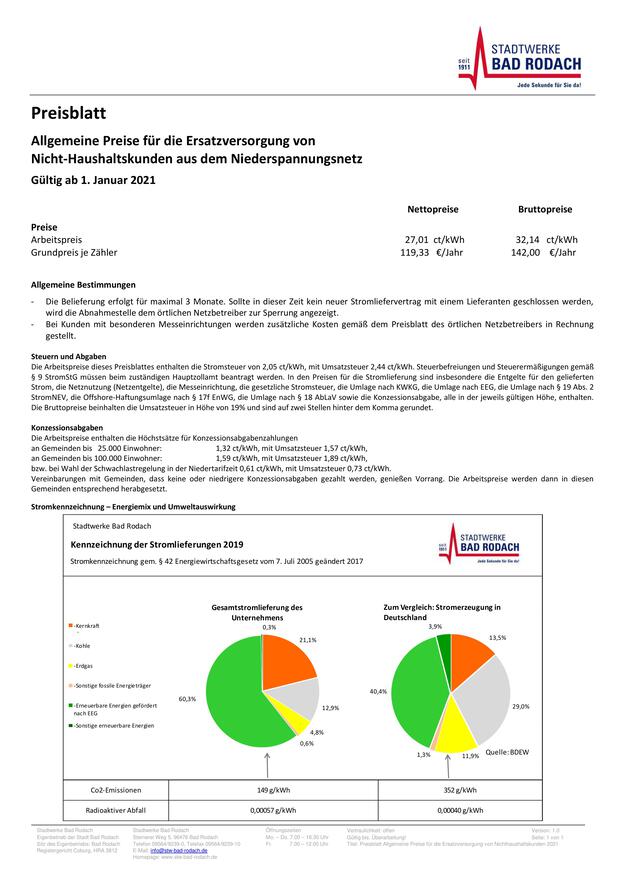 STADTWERKE
seit
1911
BAD RODACH
Jede Sekunde für Sie da!
Preisblatt
Allgemeine Preise für die Ersatzversorgung von
Nicht-Haushaltskunden aus dem Niederspannungsnetz
Gültig ab 1. Januar 2021
Nettopreise Bruttopreise
Preise
Arbeitspreis 27,01 ct/kWh 32,14 ct/kWh
Grundpreis je Zähler 119,33 €/Jahr 142,00 €/Jahr
Allgemeine Bestimmungen
- Die Belieferung erfolgt für maximal 3 Monate. Sollte in dieser Zeit kein neuer Stromliefervertrag mit einem Lieferanten geschlossen werden,
wird die Abnahmestelle dem örtlichen Netzbetreiber zur Sperrung angezeigt.
- Bei Kunden mit besonderen Messeinrichtungen werden zusätzliche Kosten gemäß dem Preisblatt des örtlichen Netzbetreibers in Rechnung
gestellt.
Steuern und Abgaben
Die Arbeitspreise dieses Preisblattes enthalten die Stromsteuer von 2,05 ct/kWh, mit Umsatzsteuer 2,44 ct/kWh. Steuerbefreiungen und Steuerermäßigungen gemäß
§ 9 StromStG müssen beim zuständigen Hauptzollamt beantragt werden. In den Preisen für die Stromlieferung sind insbesondere die Entgelte für den gelieferten
Strom, die Netznutzung (Netzentgelte), die Messeinrichtung, die gesetzliche Stromsteuer, die Umlage nach KWKG, die Umlage nach EEG, die Umlage nach § 19 Abs. 2
StromNEV, die Offshore-Haftungsumlage nach § 17f EnWG, die Umlage nach § 18 AbLaV sowie die Konzessionsabgabe, alle in der jeweils gültigen Höhe, enthalten.
Die Bruttopreise beinhalten die Umsatzsteuer in Höhe von 19% und sind auf zwei Stellen hinter dem Komma gerundet.
Konzessionsabgaben
Die Arbeitspreise enthalten die Höchstsätze für Konzessionsabgabenzahlungen
an Gemeinden bis 25.000 Einwohner: 1,32 ct/kWh, mit Umsatzsteuer 1,57 ct/kWh,
an Gemeinden bis 100.000 Einwohner: 1,59 ct/kWh, mit Umsatzsteuer 1,89 ct/kWh,
bzw. bei Wahl der Schwachlastregelung in der Niedertarifzeit 0,61 ct/kWh, mit Umsatzsteuer 0,73 ct/kWh.
Vereinbarungen mit Gemeinden, dass keine oder niedrigere Konzessionsabgaben gezahlt werden, genießen Vorrang. Die Arbeitspreise werden dann in diesen
Gemeinden entsprechend herabgesetzt.
Stromkennzeichnung – Energiemix und Umweltauswirkung
Stadtwerke Bad Rodach
Kennzeichnung der Stromlieferungen 2019
Stromkennzeichnung gem. § 42 Energiewirtschaftsgesetz vom 7. Juli 2005 geändert 2017
STADTWERKE
seit
1911
BAD RODACH
Jede Sekunde für Sie da!
Gesamtstromlieferung des
Unternehmens
Zum Vergleich: Stromerzeugung in
Deutschland
-Kernkraft
-Kohle
-Erdgas
-Sonstige fossile Energieträger
-Erneuerbare Energien gefördert
nach EEG
-Sonstige erneuerbare Energien
0,3%
21,1%
12,9%
4,8%
0,6%
60,3%
3,9%
13,5%
29,0%
11,9%
1,3%
40,4%
Quelle: BDEW
Co2-Emissionen 149 g/kWh 352 g/kWh
Radioaktiver Abfall 0,00057 g/kWh 0,00040 g/kWh
Stadtwerke Bad Rodach
Eigenbetrieb der Stadt Bad Rodach
Sitz des Eigenbetriebs: Bad Rodach
Registergericht Coburg, HRA 3812
Stadtwerke Bad Rodach
Steinerer Weg 5, 96476 Bad Rodach
Telefon 09564/9239-0, Telefax 09564/9239-10
E-Mail: info@stw-bad-rodach.de
Homepage: www.stw-bad-rodach.de
Öffnungszeiten
Mo. – Do. 7.00 – 16.30 Uhr
Fr. 7.00 – 12.00 Uhr
Vertraulichkeit: offen
Gültig bis: Überarbeitung!
Titel: Preisblatt Allgemeine Preise für die Ersatzversorgung von Nichthaushaltskunden 2021
Version: 1.0
Seite: 1 von 1